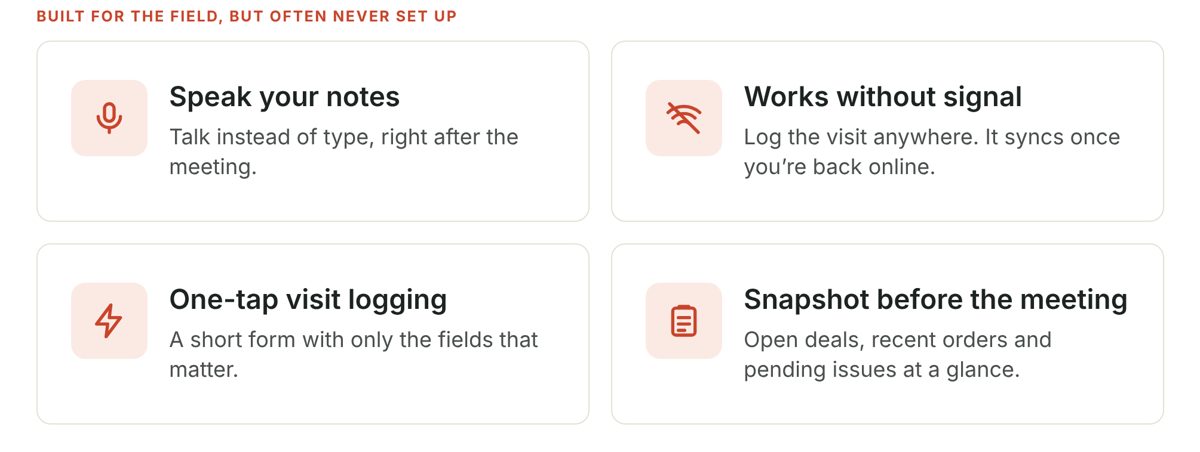 BUILT FOR THE FIELD, BUT OFTEN NEVER SET UP
Speak your notes
Talk instead of type, right after the
meeting.
Works without signal
Log the visit anywhere. It syncs once
you’re back online.
One-tap visit logging
A short form with only the fields that
matter.
Snapshot before the meeting
Open deals, recent orders and
pending issues at a glance.